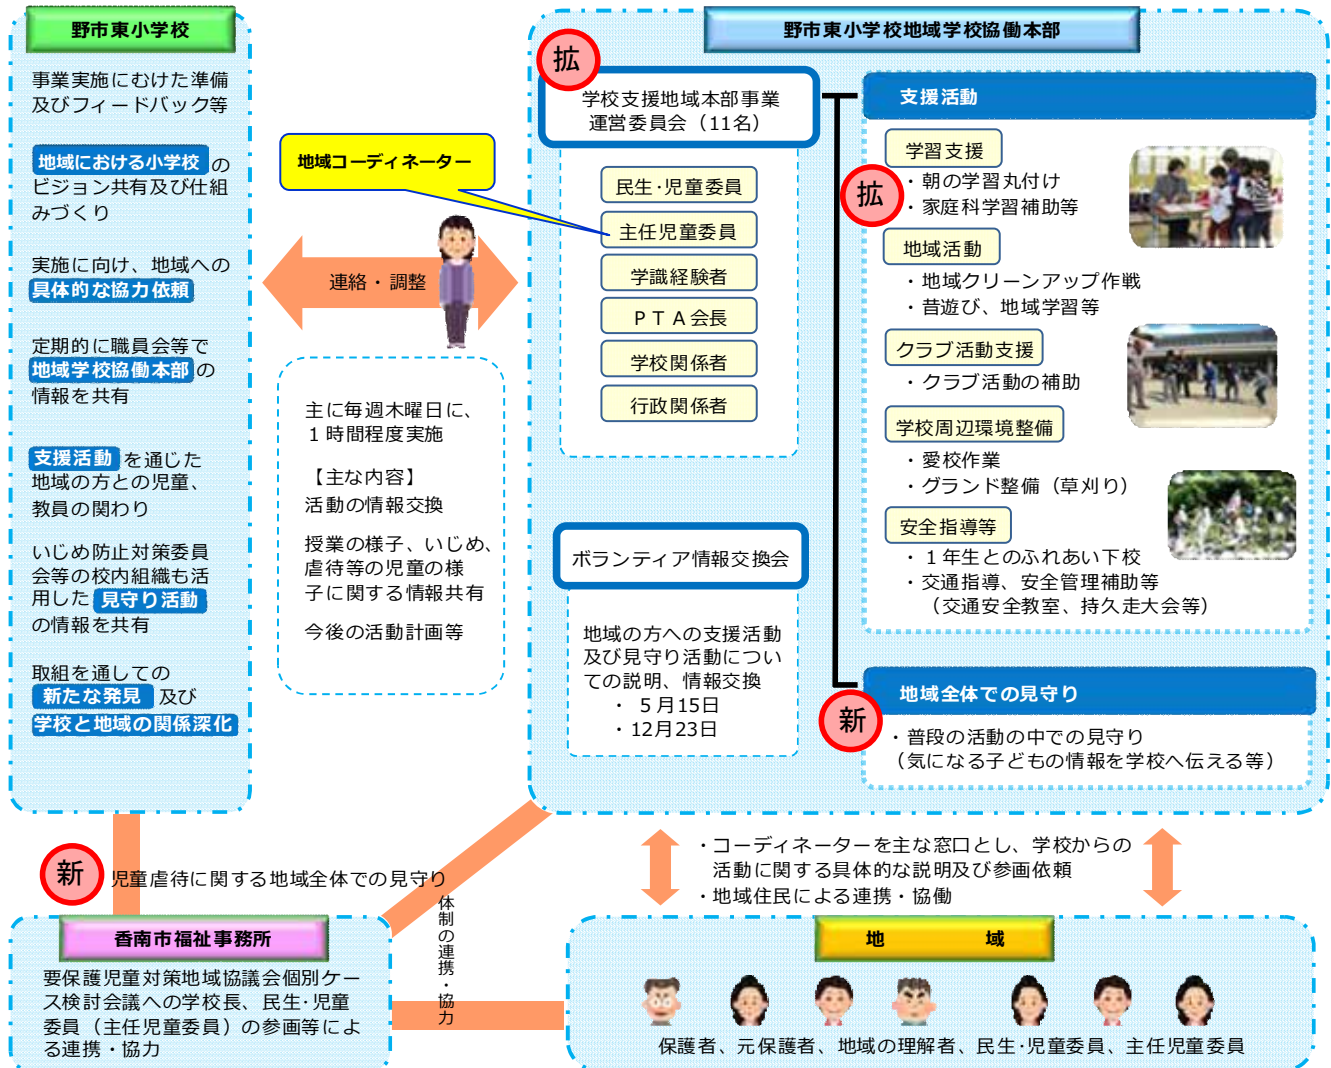 野市東小学校
事業実施にむけた準備
及びフィードバック等
地域における小学校の
ビジョン共有及び仕組
みづくり
実施に向け、地域への
具体的な協力依頼
定期的に職員会等で
地域学校協働本部の
情報を共有
支援活動を通じた
地域の方との児童、
教員の関わり
いじめ防止対策委員
会等の校内組織も活
用した見守り活動
の情報を共有
取組を通しての
新たな発見及び
学校と地域の関係深化
地域コーディネーター
連絡・調整
主に毎週木曜日に、
１時間程度実施
【主な内容】
活動の情報交換
授業の様子、いじめ、
虐待等の児童の様
子に関する情報共有
今後の活動計画等
野市東小学校地域学校協働本部
拡
学校支援地域本部事業
運営委員会（11名）
民生・児童委員
主任児童委員
学識経験者
ＰＴＡ会長
学校関係者
行政関係者
ボランティア情報交換会
地域の方への支援活動
及び見守り活動につい
ての説明、情報交換
・ ５月15日
・12月23日
支援活動
拡
学習支援
・朝の学習丸付け
・家庭科学習補助等
地域活動
・地域クリーンアップ作戦
・昔遊び、地域学習等
クラブ活動支援
・クラブ活動の補助
学校周辺環境整備
・愛校作業
・グランド整備（草刈り）
安全指導等
・１年生とのふれあい下校
・交通指導、安全管理補助等
（交通安全教室、持久走大会等）
新
地域全体での見守り
・普段の活動の中での見守り
（気になる子どもの情報を学校へ伝える等）
新
児童虐待に関する地域全体での見守り
体制の連携・協力
香南市福祉事務所
要保護児童対策地域協議会個別ケー
ス検討会議への学校長、民生・児童
委員（主任児童委員）の参画等によ
る連携・協力
・コーディネーターを主な窓口とし、学校からの
活動に関する具体的な説明及び参画依頼
・地域住民による連携・協働
地　域
保護者、元保護者、地域の理解者、民生・児童委員、主任児童委員